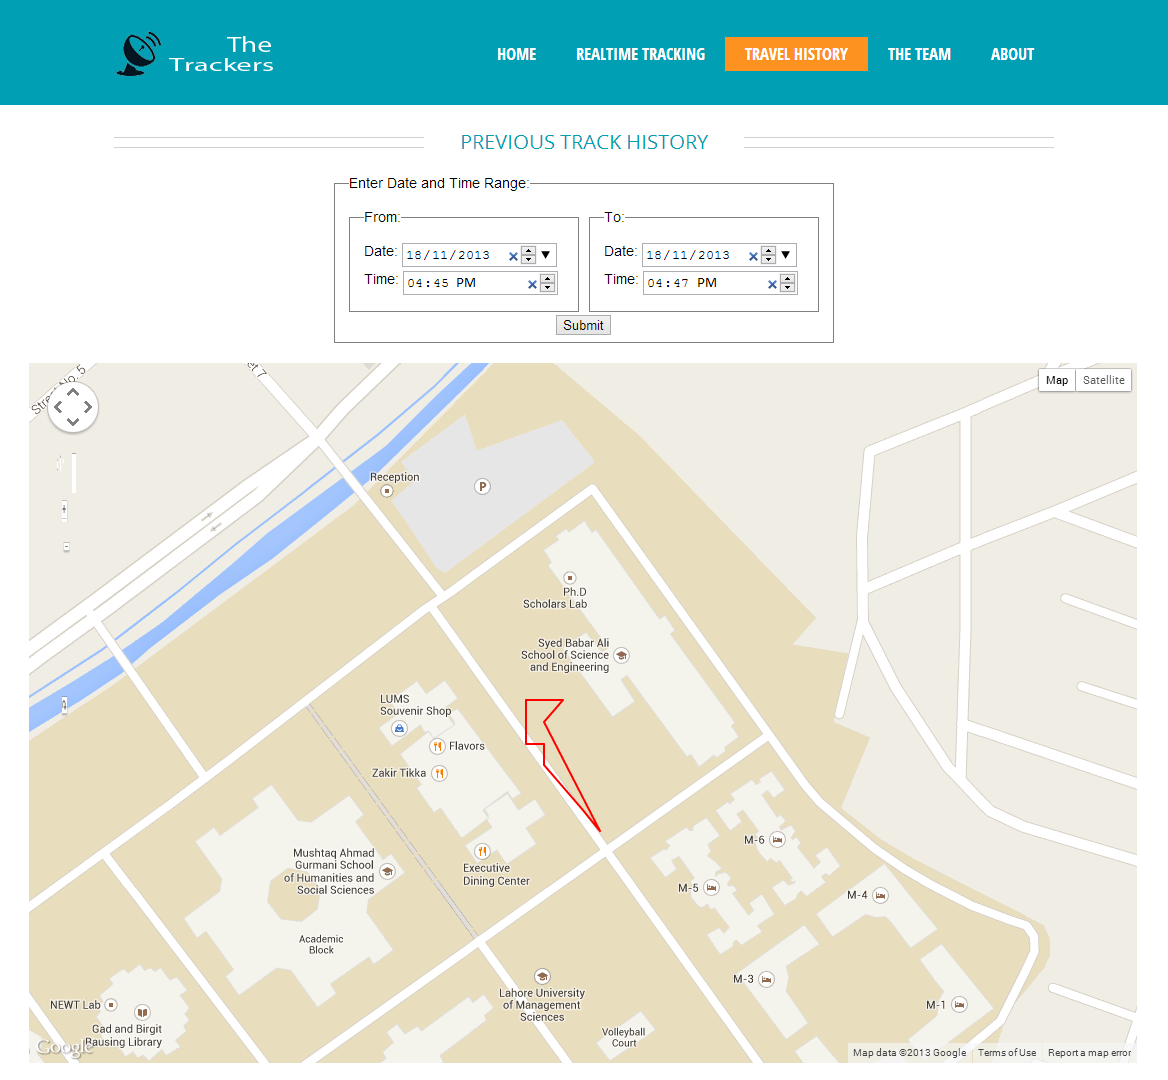 The
Trackers
HOME
REALTIME TRACKING
TRAVEL HISTORY
THE TEAM
ABOUT
PREVIOUS TRACK HISTORY
Enter Date and Time Range:
From:
Date: 18/11/2013
Time: 04:45 PM
To:
Date: 18/11/2013
Time: 04:47 PM
Submit
Map
Satellite
Street No. 5
et 7
Reception
P
Ph.D
Scholars Lab
Syed Babar Ali
School of Science
and Engineering
LUMS
Souvenir Shop
Flavors
Zakir Tikka
Executive
Dining Center
Mushtaq Ahmad
Gurmani School
of Humanities and
Social Sciences
Academic
Block
M-6
M-5
M-4
M-3
M-1
Lahore University
of Management
Sciences
Volleyball
Court
NEWT Lab
Gad and Birgit
Rausing Library
Google
Map data ©2013 Google
Terms of Use
Report a map error